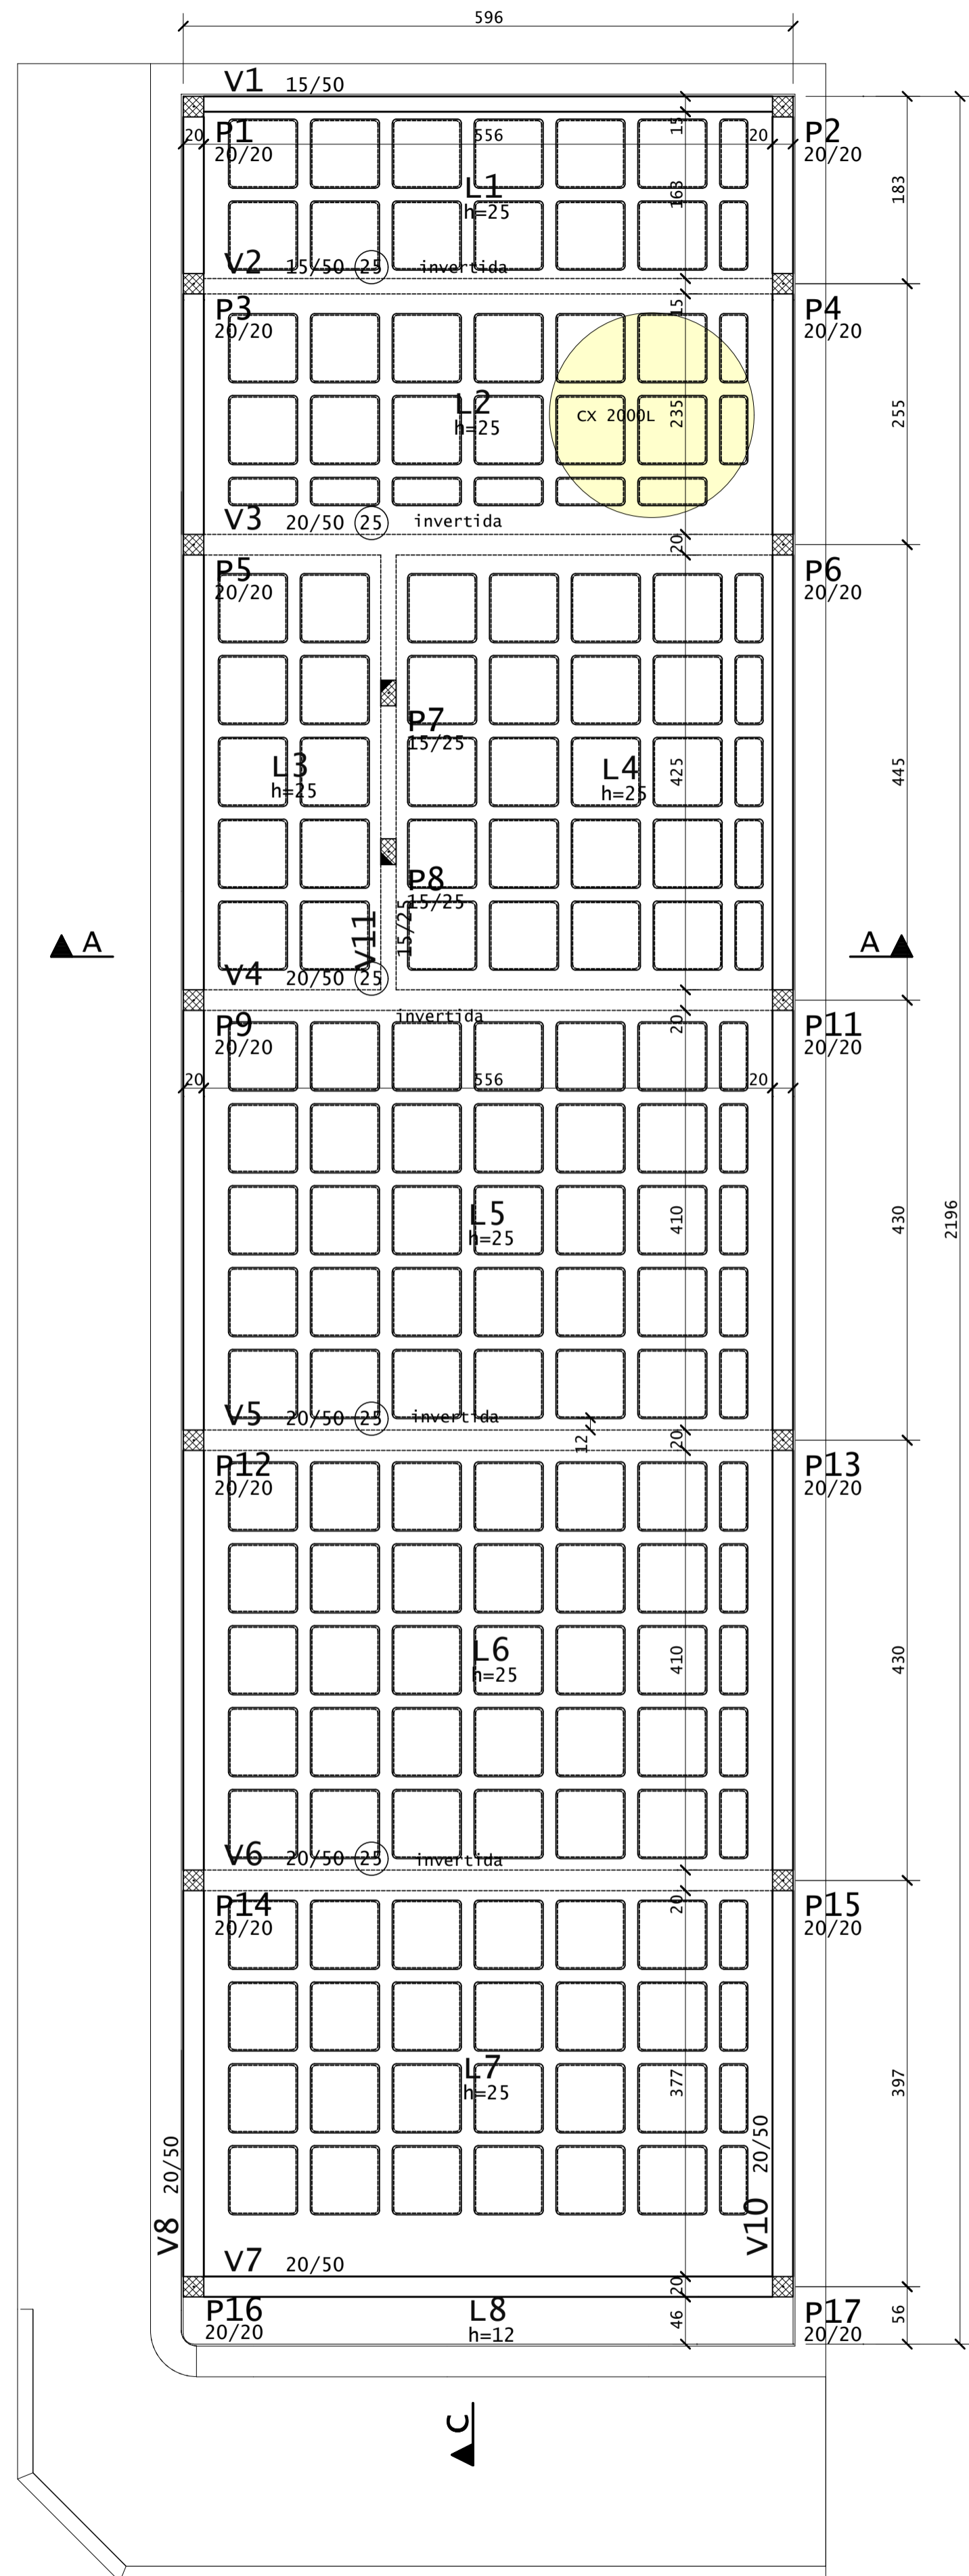 596
V1 15/50
20 556 15 20
P1
20/20
P2
20/20
L1
h=25
163
183
V2 15/50 25 invertida
15
P3
20/20
P4
20/20
L2
h=25
CX 2000L
235
255
V3 20/50 25 invertida
20
P5
20/20
P6
20/20
P7
15/25
L3
h=25
L4
h=25
425
445
P8
15/25
V11
15/25
A
A
V4 20/50 25
invertida
20
P9
20/20
P11
20/20
20 556 20
L5
h=25
410
430
2196
V5 20/50 25 invertida
12
20
P12
20/20
P13
20/20
L6
h=25
410
430
V6 20/50 25 invertida
20
P14
20/20
P15
20/20
L7
h=25
377
397
V8 20/50
V10 20/50
V7 20/50
20
P16
20/20
L8
h=12
46
P17
20/20
56
C